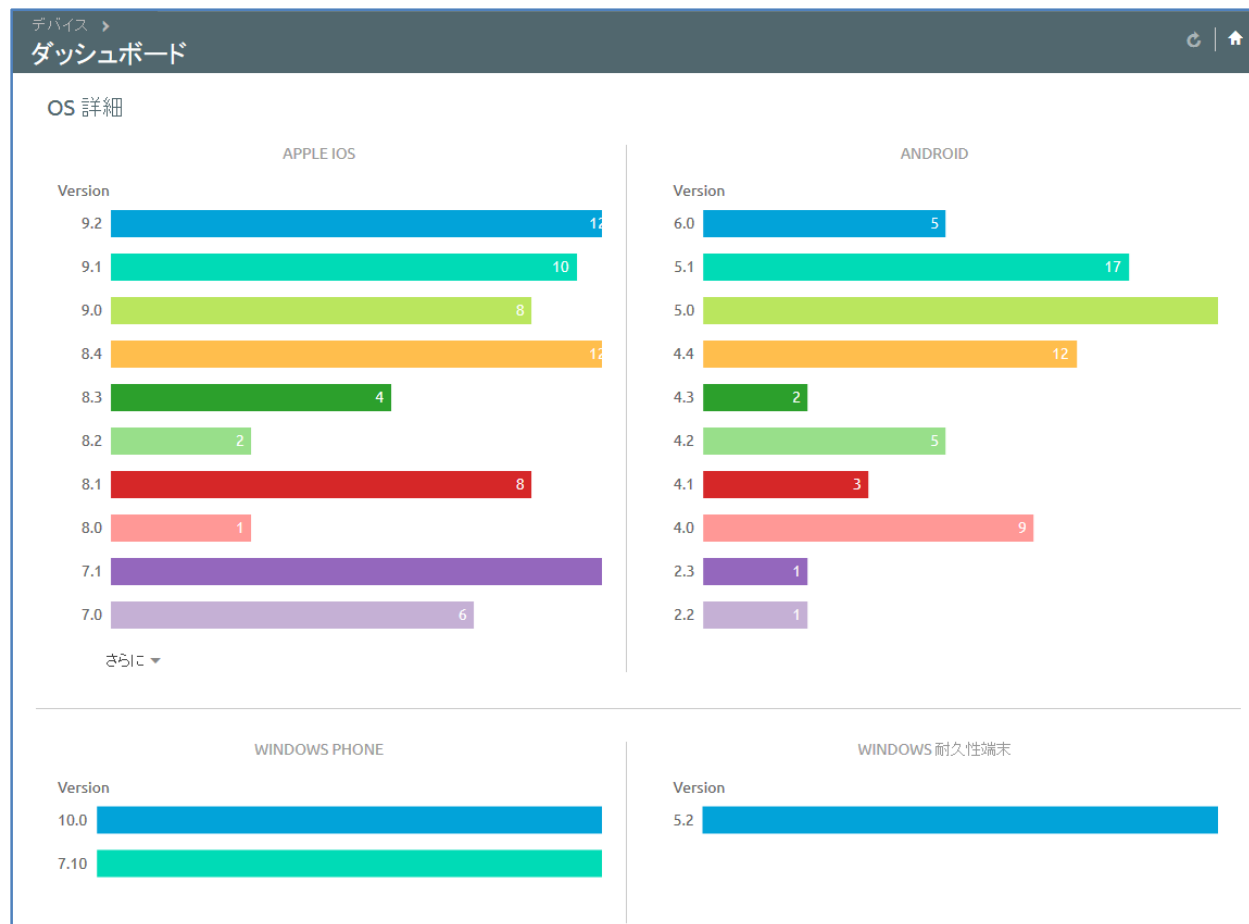 デバイス >
ダッシュボード
OS 詳細
APPLE IOS
Version
9.2 12
9.1 10
9.0 8
8.4 12
8.3 4
8.2 2
8.1 8
8.0 1
7.1
7.0 6
さらに
ANDROID
Version
6.0 5
5.1 17
5.0
4.4 12
4.3 2
4.2 5
4.1 3
4.0 9
2.3 1
2.2 1
WINDOWS PHONE
Version
10.0
7.10
WINDOWS 耐久性端末
Version
5.2